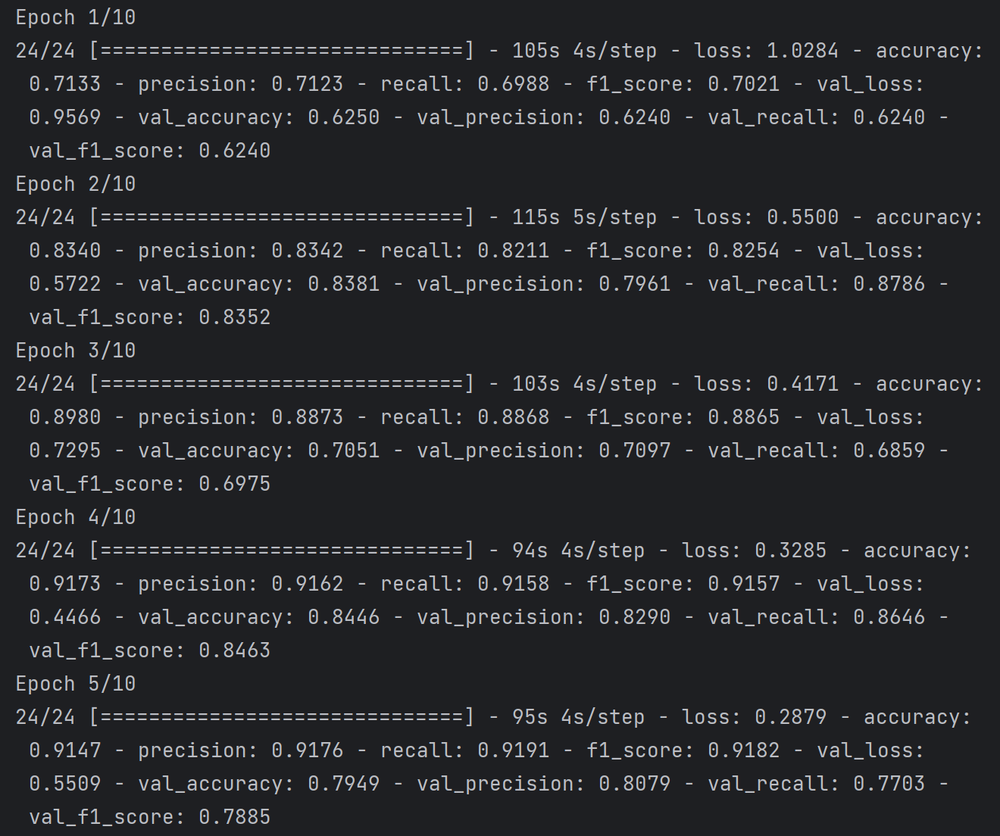 Epoch 1/10
24/24 [==============================] - 105s 4s/step - loss: 1.0284 - accuracy:
0.7133 - precision: 0.7123 - recall: 0.6988 - f1_score: 0.7021 - val_loss:
0.9569 - val_accuracy: 0.6250 - val_precision: 0.6240 - val_recall: 0.6240 -
val_f1_score: 0.6240
Epoch 2/10
24/24 [==============================] - 115s 5s/step - loss: 0.5500 - accuracy:
0.8340 - precision: 0.8342 - recall: 0.8211 - f1_score: 0.8254 - val_loss:
0.5722 - val_accuracy: 0.8381 - val_precision: 0.7961 - val_recall: 0.8786 -
val_f1_score: 0.8352
Epoch 3/10
24/24 [==============================] - 103s 4s/step - loss: 0.4171 - accuracy:
0.8980 - precision: 0.8873 - recall: 0.8868 - f1_score: 0.8865 - val_loss:
0.7295 - val_accuracy: 0.7051 - val_precision: 0.7097 - val_recall: 0.6859 -
val_f1_score: 0.6975
Epoch 4/10
24/24 [==============================] - 94s 4s/step - loss: 0.3285 - accuracy:
0.9173 - precision: 0.9162 - recall: 0.9158 - f1_score: 0.9157 - val_loss:
0.4466 - val_accuracy: 0.8446 - val_precision: 0.8290 - val_recall: 0.8646 -
val_f1_score: 0.8463
Epoch 5/10
24/24 [==============================] - 95s 4s/step - loss: 0.2879 - accuracy:
0.9147 - precision: 0.9176 - recall: 0.9191 - f1_score: 0.9182 - val_loss:
0.5509 - val_accuracy: 0.7949 - val_precision: 0.8079 - val_recall: 0.7703 -
val_f1_score: 0.7885